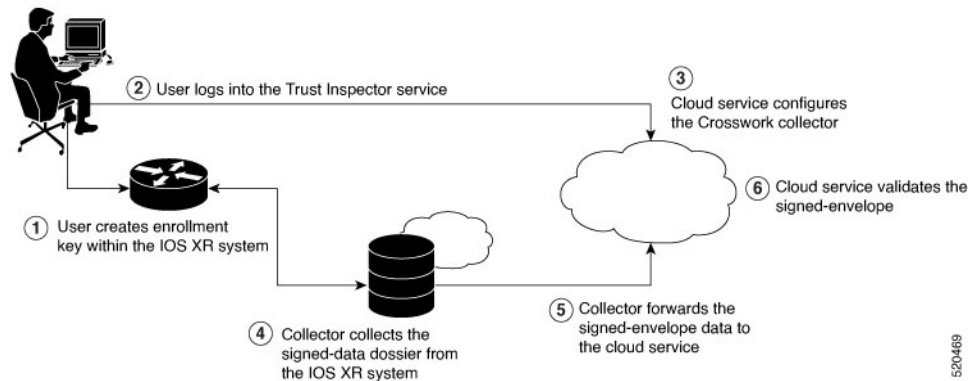 2 User logs into the Trust Inspector service
3
Cloud service configures
the Crosswork collector
6 Cloud service validates the
signed-envelope
1 User creates enrollment
key within the IOS XR system
4 Collector collects the
signed-data dossier from
the IOS XR system
5 Collector forwards the
signed-envelope data to
the cloud service
520469